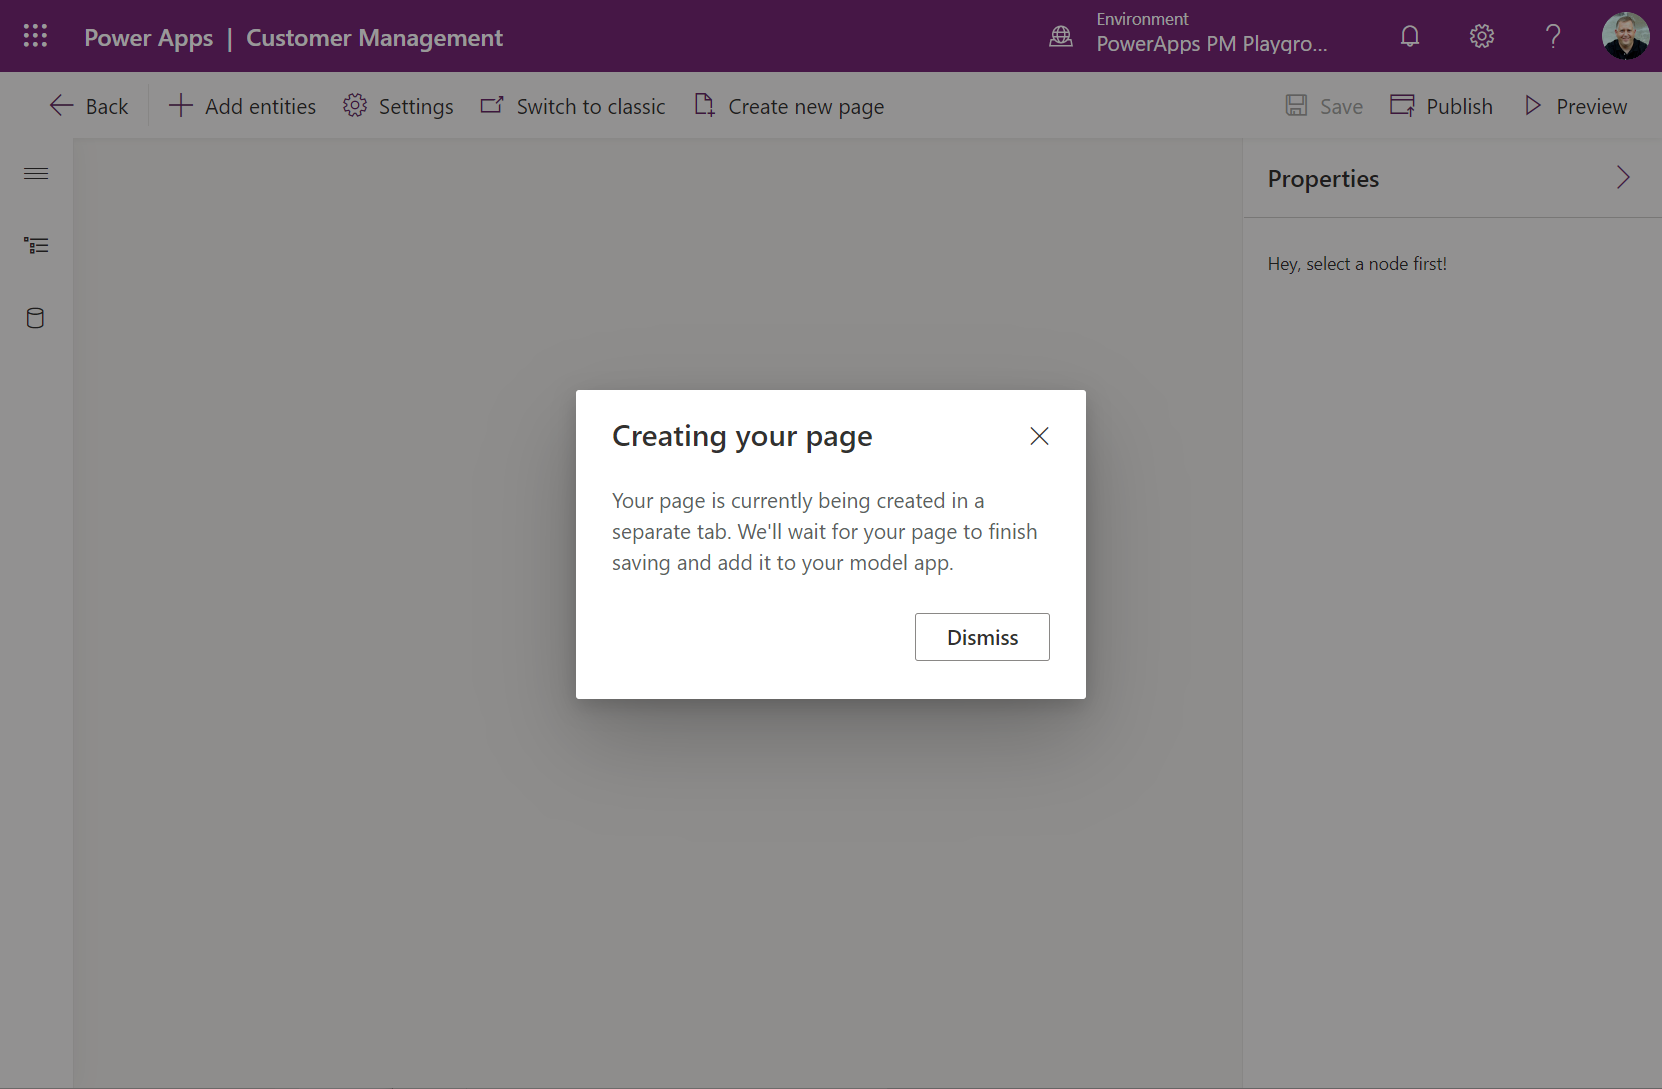 Power Apps | Customer Management
Environment
PowerApps PM Playgro...
Back
Add entities
Settings
Switch to classic
Create new page
Save
Publish
Preview
Properties
Hey, select a node first!
Creating your page
Your page is currently being created in a
separate tab. We'll wait for your page to finish
saving and add it to your model app.
Dismiss